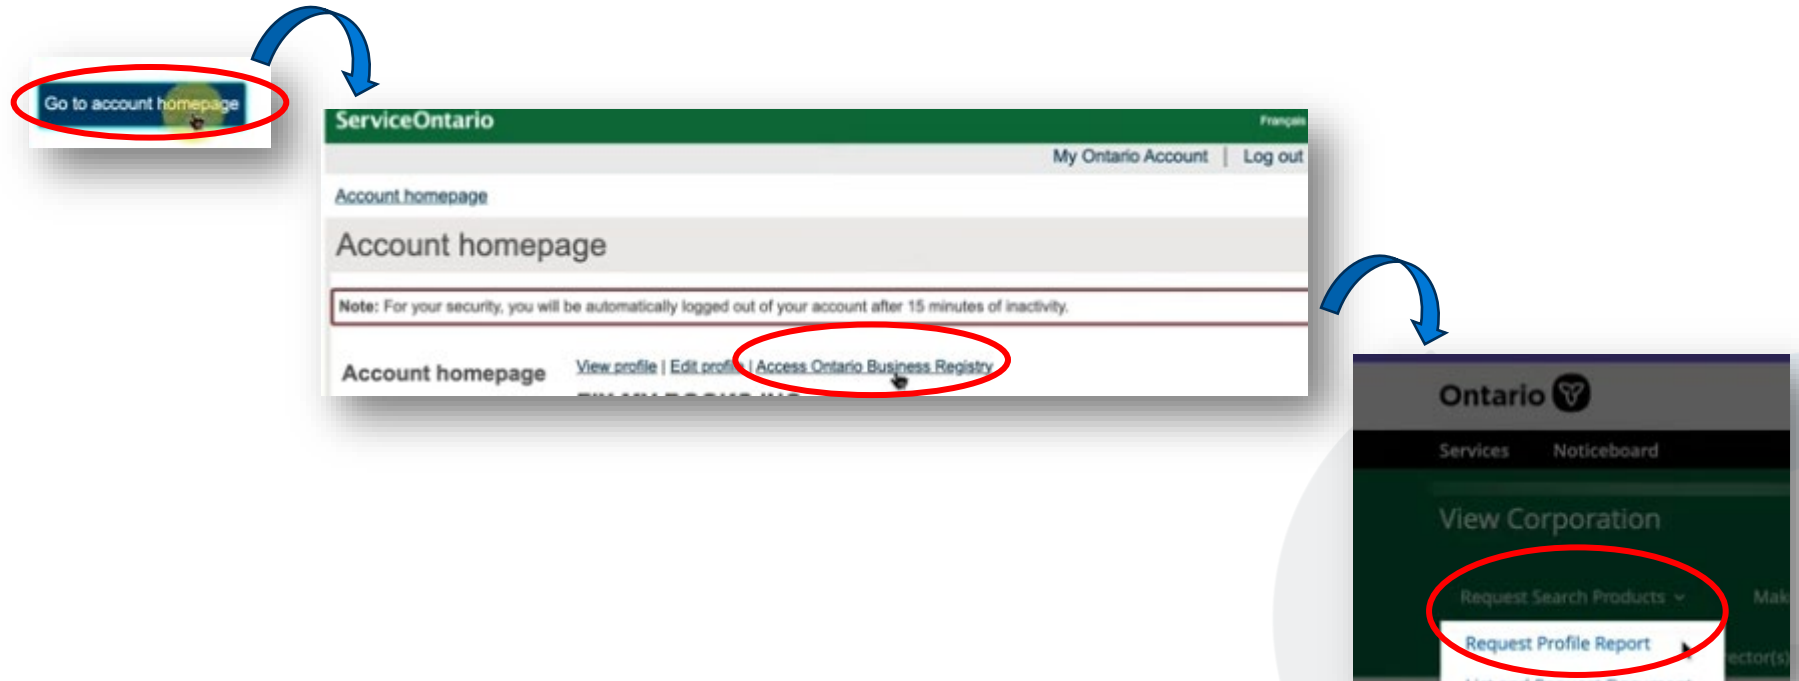 Go to account homepage
ServiceOntario
Français
My Ontario Account | Log out
Account homepage
Account homepage
Note: For your security, you will be automatically logged out of your account after 15 minutes of inactivity.
Account homepage
View profile | Edit profile | Access Ontario Business Registry
Ontario
Services Noticeboard
View Corporation
Request Search Products
Request Profile Report